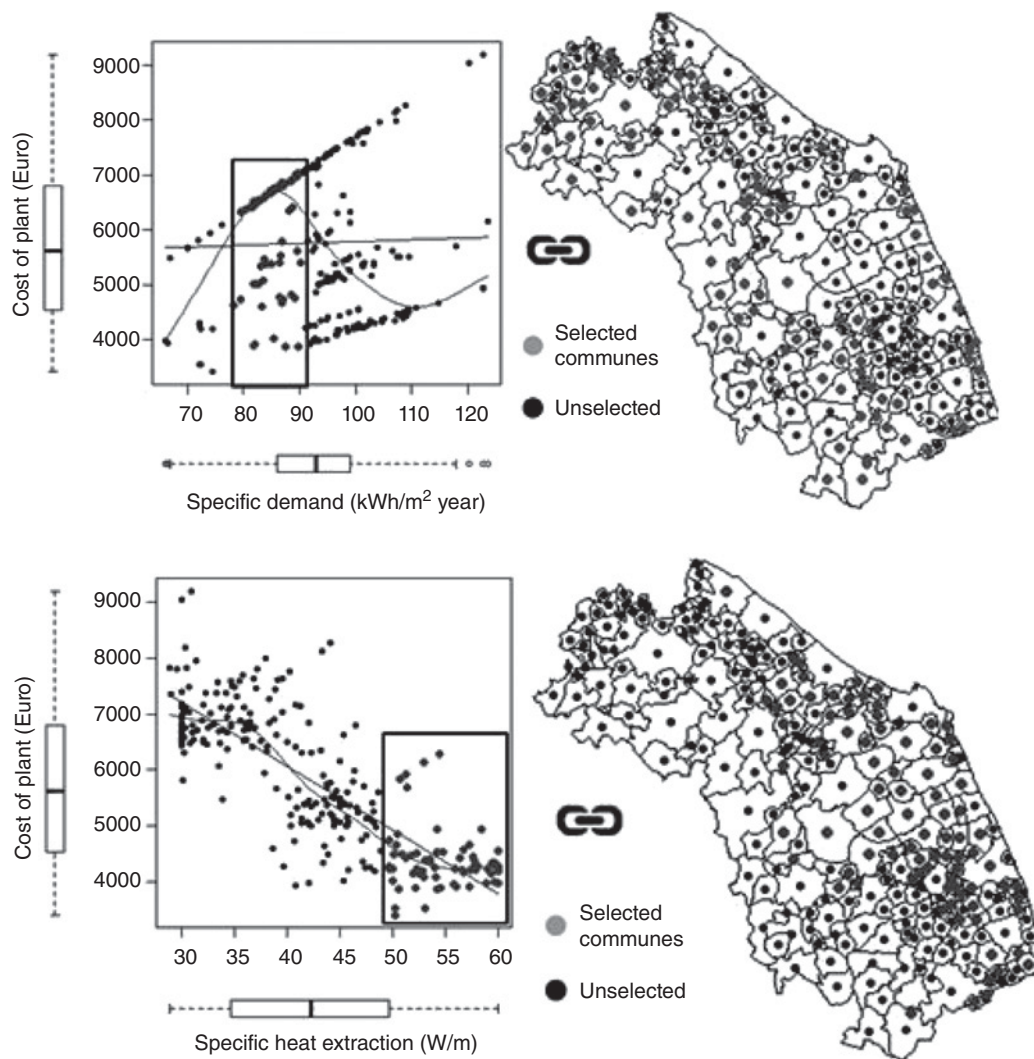 9000
8000
7000
6000
5000
4000
Cost of plant (Euro)
70 80 90 100 110 120
Specific demand (kWh/m² year)
Selected
communes
Unselected
9000
8000
7000
6000
5000
4000
Cost of plant (Euro)
30 35 40 45 50 55 60
Specific heat extraction (W/m)
Selected
communes
Unselected